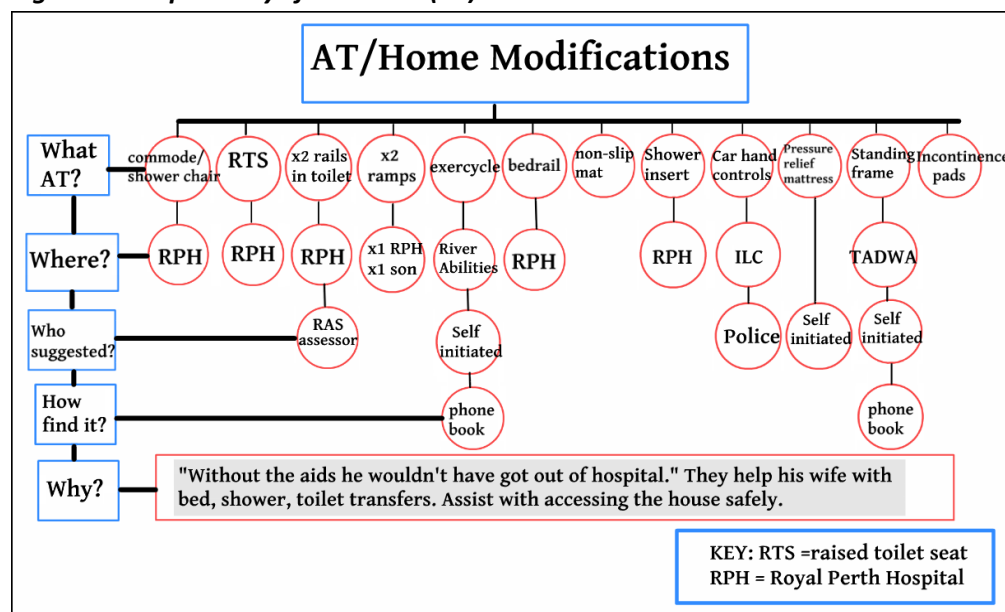 AT/Home Modifications
What
AT?
commode/
shower chair
RTS
x2 rails
in toilet
x2
ramps
exercycle
bedrail
non-slip
mat
Shower
insert
Car hand
controls
Pressure
relief
mattress
Standing
frame
Incontinence
pads
Where?
RPH
RPH
RPH
x1 RPH
x1 son
River
Abilities
RPH
RPH
ILC
TADWA
Who
suggested?
RAS
assessor
Self
initiated
Police
Self
initiated
Self
initiated
How
find it?
phone
book
phone
book
Why?
"Without the aids he wouldn't have got out of hospital." They help his wife with
bed, shower, toilet transfers. Assist with accessing the house safely.
KEY: RTS =raised toilet seat
RPH = Royal Perth Hospital